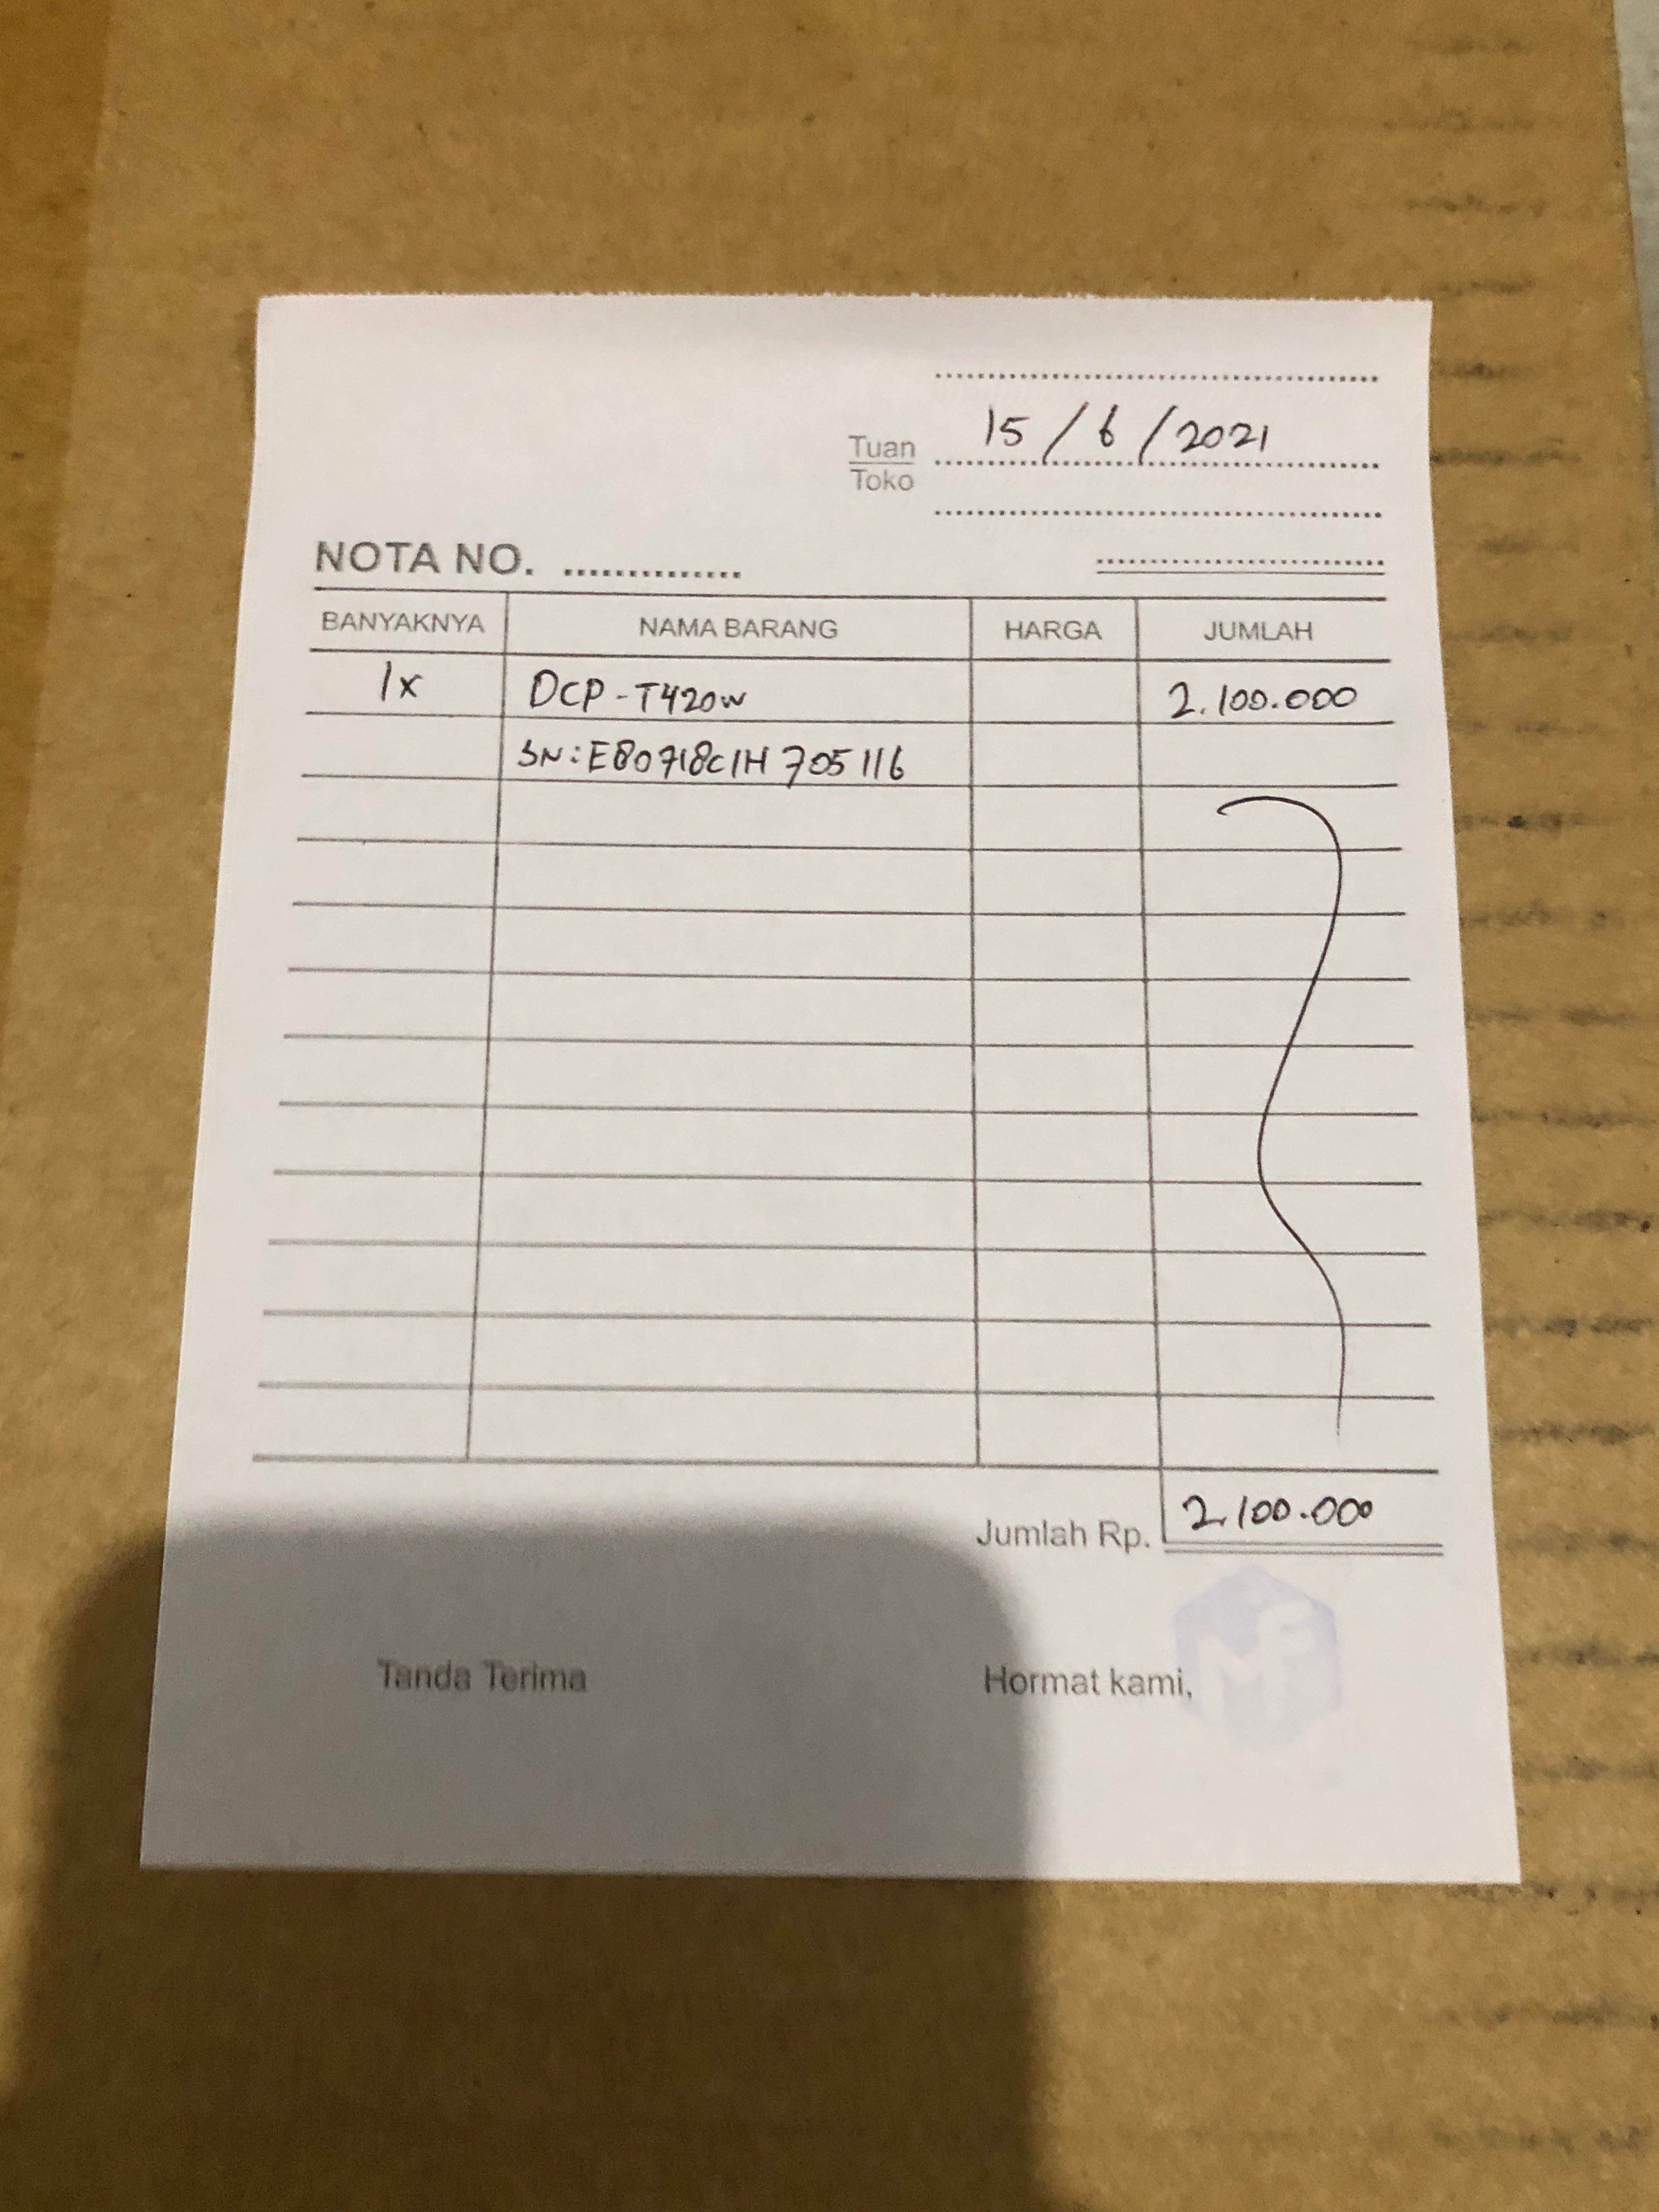 15/6/2021
Tuan
Toko
NOTA NO. ..............
BANYAKNYA NAMA BARANG HARGA JUMLAH
1x DCP-T420w 2.100.000
SN:E80718C1H705116
Jumlah Rp. 2.100.000
Tanda Terima Hormat kami,
MF